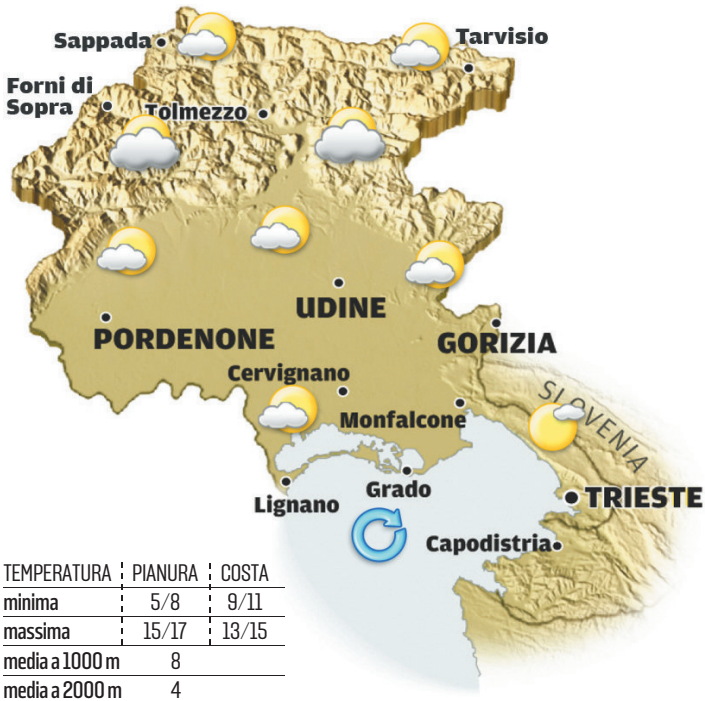 Sappada
Tarvisio
Forni di
Sopra
Tolmezzo
UDINE
PORDENONE
GORIZIA
Cervignano
SLOVENIA
Monfalcone
Grado
Lignano
TRIESTE
Capodistria
TEMPERATURA PIANURA COSTA
minima 5/8 9/11
massima 15/17 13/15
media a 1000 m 8
media a 2000 m 4